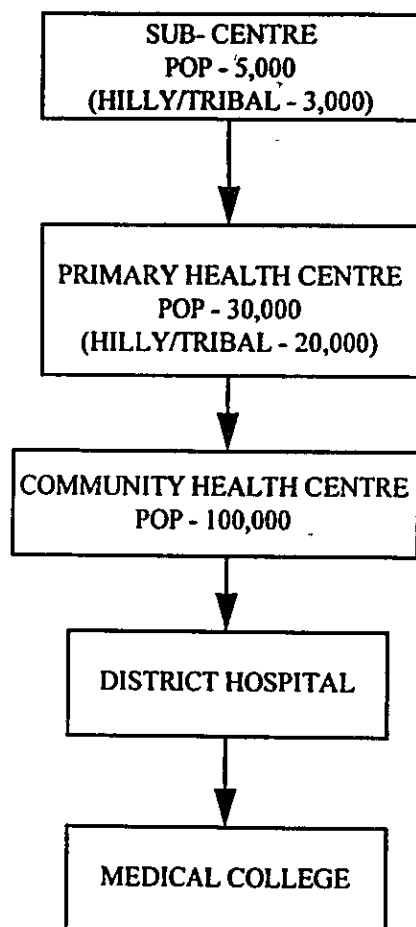 SUB- CENTRE
POP - 5,000
(HILLY/TRIBAL - 3,000)
PRIMARY HEALTH CENTRE
POP - 30,000
(HILLY/TRIBAL - 20,000)
COMMUNITY HEALTH CENTRE
POP - 100,000
DISTRICT HOSPITAL
MEDICAL COLLEGE